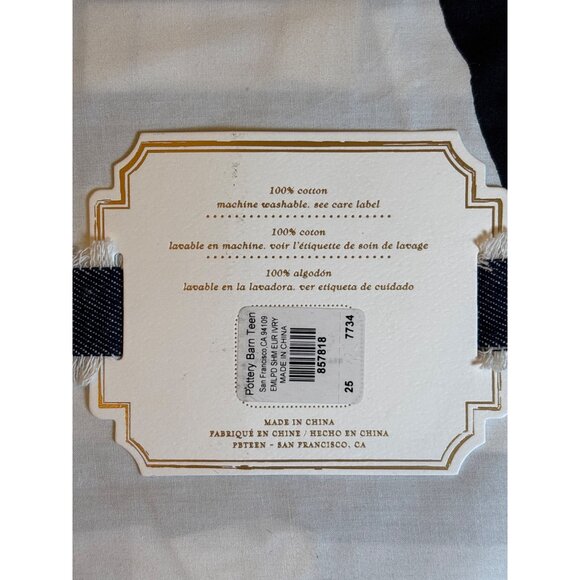 100% cotton
machine washable. see care label
100% coton
lavable en machine. voir l'étiquette de soin de lavage
100% algodón
lavable en la lavadora. ver etiqueta de cuidado
Pottery Barn Teen
San Francisco,CA 94109
EMLPD SHM EUR IVRY
MADE IN CHINA
857818
25 7734
MADE IN CHINA
FABRIQUÉ EN CHINE / HECHO EN CHINA
PBTEEN – SAN FRANCISCO, CA